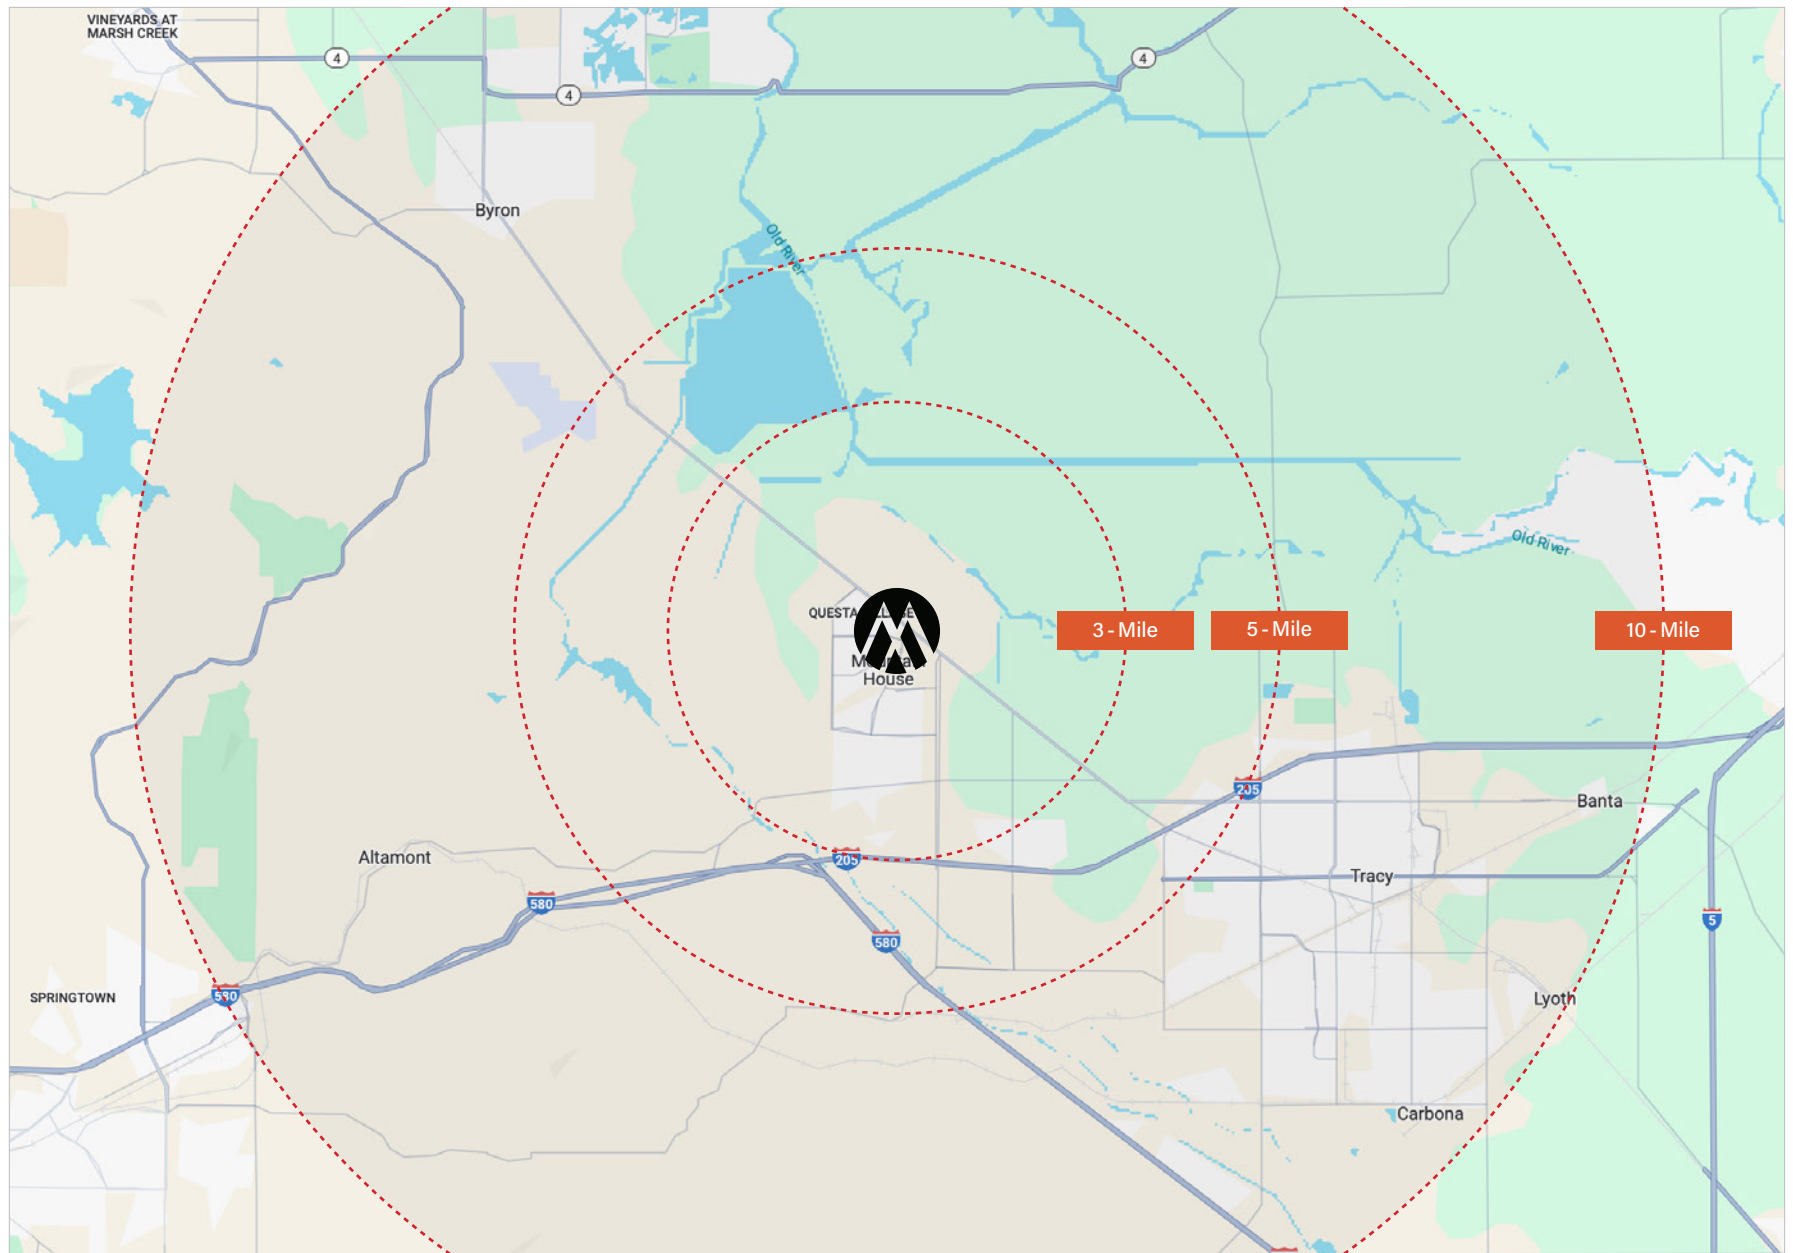 VINEYARDS AT
MARSH CREEK
4
4
4
Byron
Old River
Old River
QUESTA
3 - Mile
5 - Mile
10 - Mile
House
205
Banta
Altamont
205
Tracy
580
5
580
580
SPRINGTOWN
Lyoth
Carbona